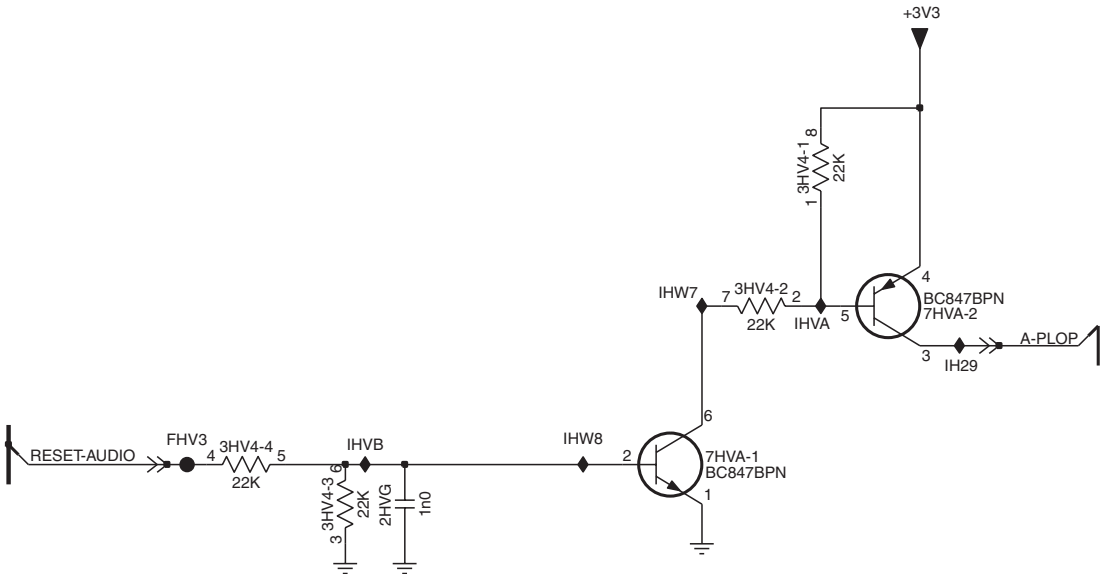 +3V3
8
3HV4-1
22K
1
4
IHW7
7
3HV4-2
2
22K
IHVA
5
BC847BPN
7HVA-2
3
IH29
A-PLOP
6
RESET-AUDIO
FHV3
4
3HV4-4
5
22K
IHVB
IHW8
2
7HVA-1
BC847BPN
1
6
3HV4-3
22K
3
2HVG
1n0